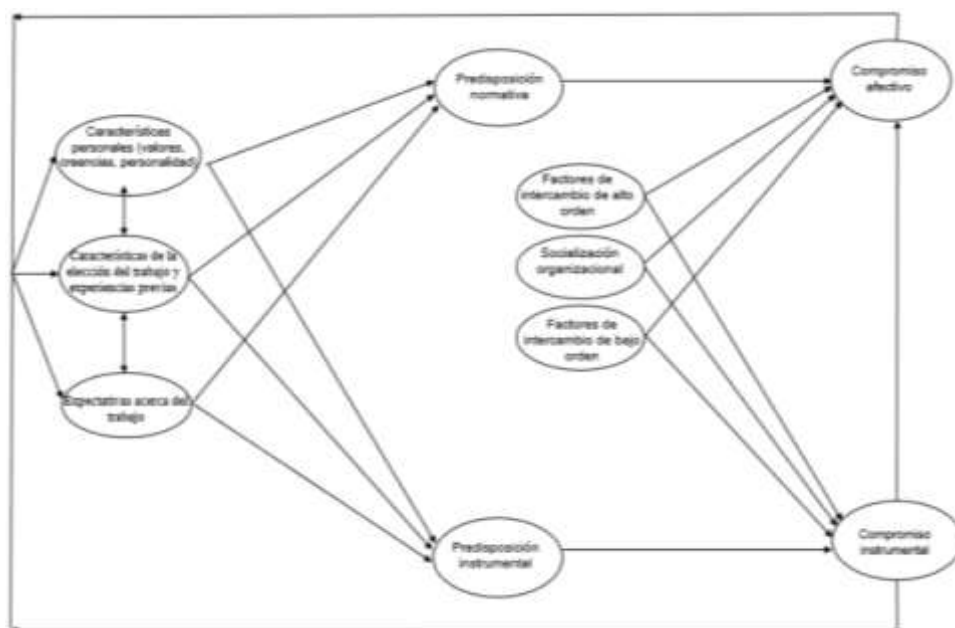 Predisposición
normativa
Compromiso
afectivo
Características
personales (valores,
creencias, personalidad)
Factores de
intercambio de alto
orden
Características de la
elección del trabajo y
experiencias previas
Socialización
organizacional
Factores de
intercambio de bajo
orden
Expectativas acerca del
trabajo
Predisposición
instrumental
Compromiso
instrumental